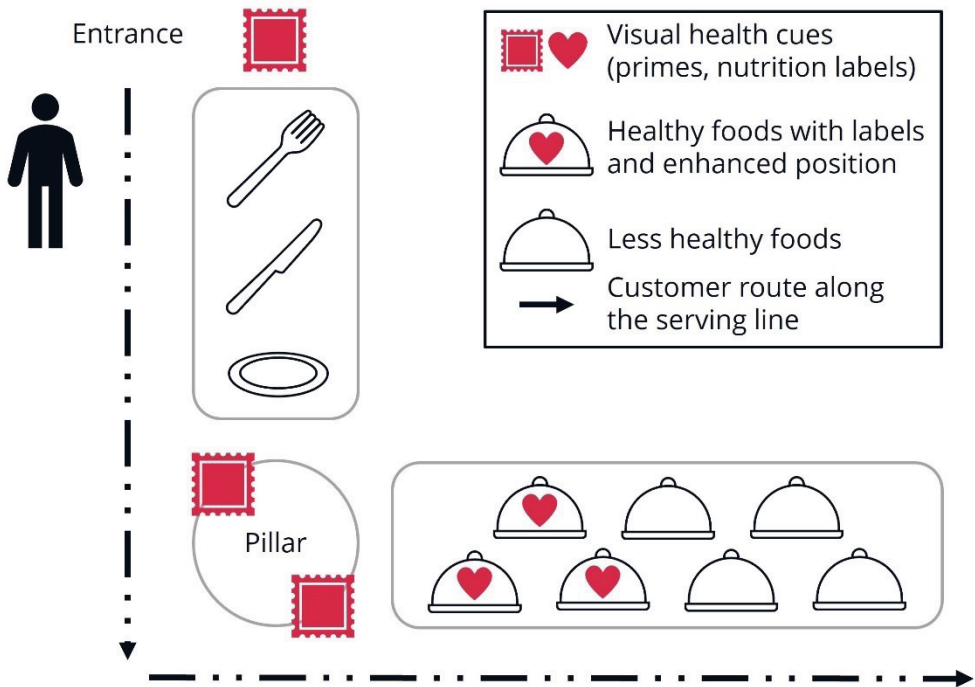 Entrance
Visual health cues
(primes, nutrition labels)
Healthy foods with labels
and enhanced position
Less healthy foods
Customer route along
the serving line
Pillar